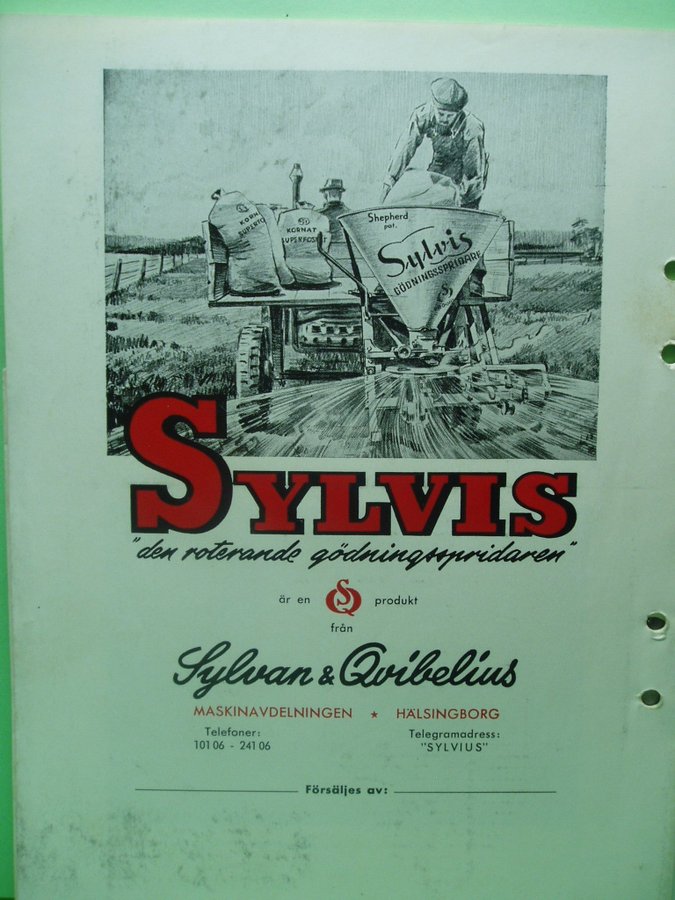 KORNAT
SUPERFOSFAT
Shepherd
pat.
Sylvis
GÖDNINGSSPRIDARE
SYLVIS
"den roterande gödningsspridaren"
är en SQ produkt
från
Sylvan & Qvibelius
MASKINAVDELNINGEN ★ HÄLSINGBORG
Telefoner: Telegramadress:
101 06 - 241 06 "SYLVIUS"
Försäljes av: